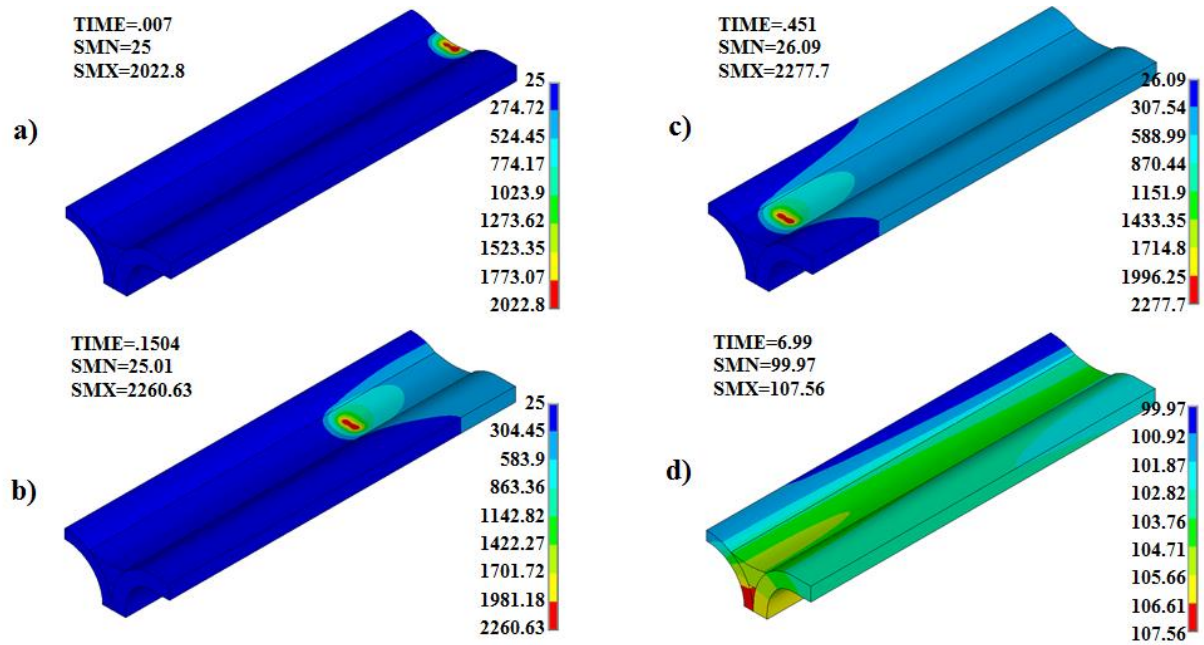 TIME=.007
SMN=25
SMX=2022.8
a)
25
274.72
524.45
774.17
1023.9
1273.62
1523.35
1773.07
2022.8
TIME=.1504
SMN=25.01
SMX=2260.63
b)
25
304.45
583.9
863.36
1142.82
1422.27
1701.72
1981.18
2260.63
TIME=.451
SMN=26.09
SMX=2277.7
c)
26.09
307.54
588.99
870.44
1151.9
1433.35
1714.8
1996.25
2277.7
TIME=6.99
SMN=99.97
SMX=107.56
d)
99.97
100.92
101.87
102.82
103.76
104.71
105.66
106.61
107.56